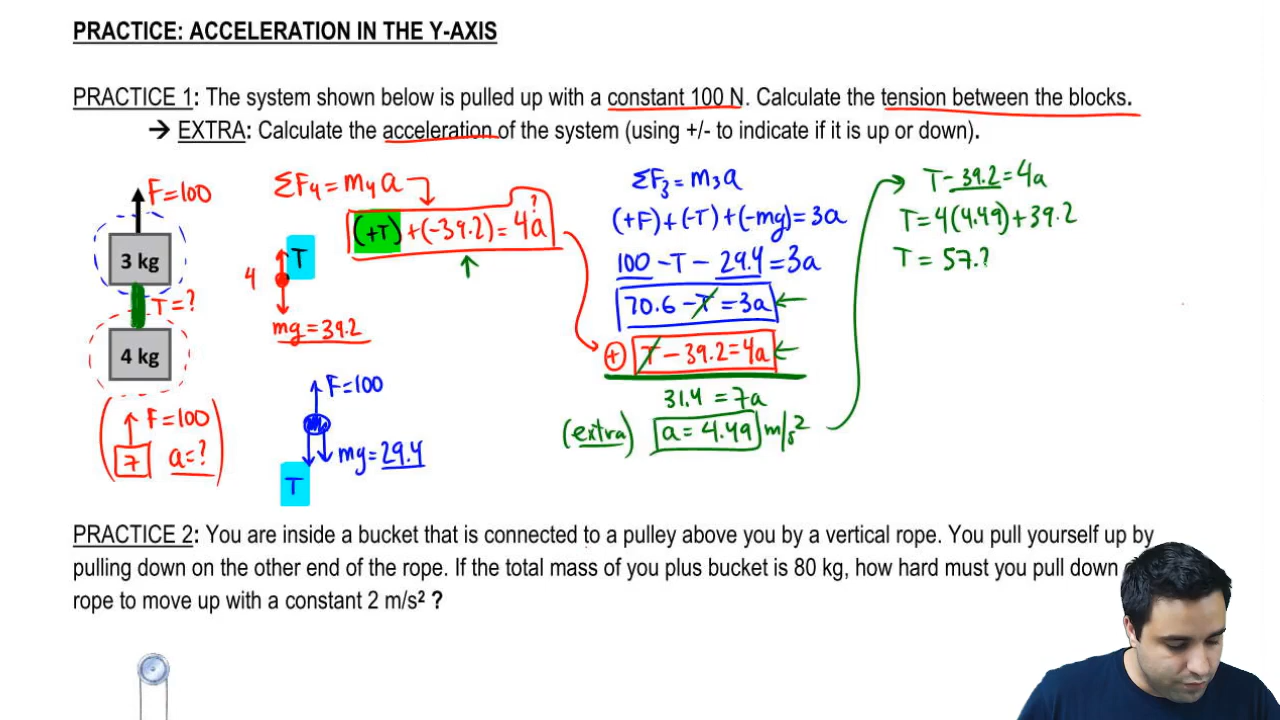 PRACTICE: ACCELERATION IN THE Y-AXIS
PRACTICE 1: The system shown below is pulled up with a constant 100 N. Calculate the tension between the blocks.
→ EXTRA: Calculate the acceleration of the system (using +/- to indicate if it is up or down).
F=100
3 kg
T=?
4 kg
F=100
7 a=?
ΣF4=m4a
(+T)+(-39.2)=4a
?
T
4
mg=39.2
F=100
mg=29.4
T
ΣF3=m3a
(+F)+(-T)+(-mg)=3a
100-T-29.4=3a
70.6-T=3a
+ T-39.2=4a
31.4=7a
(extra) a=4.49 m/s²
T-39.2=4a
T=4(4.49)+39.2
T=57.?
PRACTICE 2: You are inside a bucket that is connected to a pulley above you by a vertical rope. You pull yourself up by
pulling down on the other end of the rope. If the total mass of you plus bucket is 80 kg, how hard must you pull down
rope to move up with a constant 2 m/s² ?